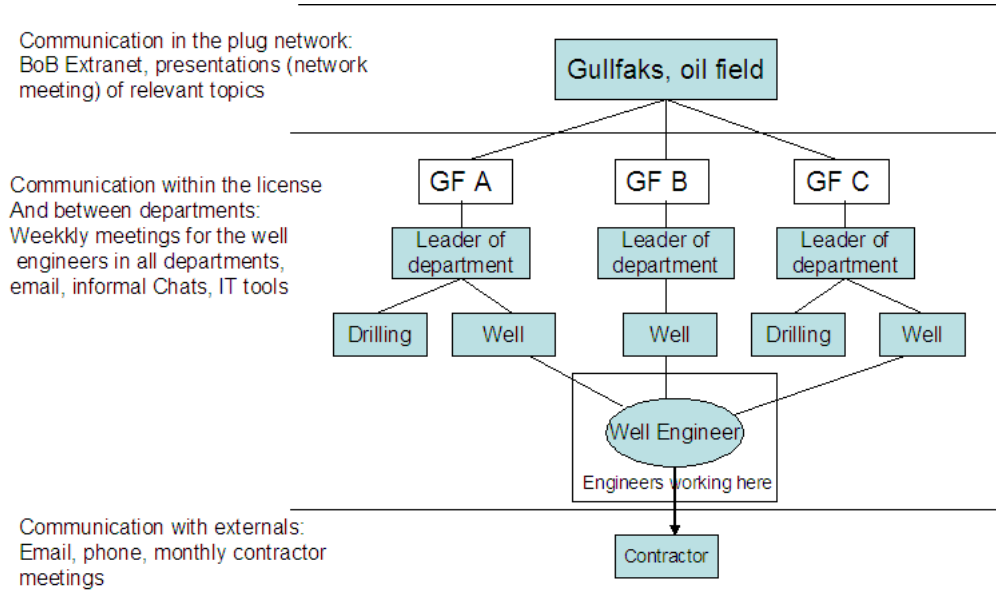 Communication in the plug network:
BoB Extranet, presentations (network
meeting) of relevant topics
Gullfaks, oil field
Communication within the license
And between departments:
Weekkly meetings for the well
engineers in all departments,
email, informal Chats, IT tools
GF A
GF B
GF C
Leader of
department
Leader of
department
Leader of
department
Drilling
Well
Well
Drilling
Well
Well Engineer
Engineers working here
Communication with externals:
Email, phone, monthly contractor
meetings
Contractor